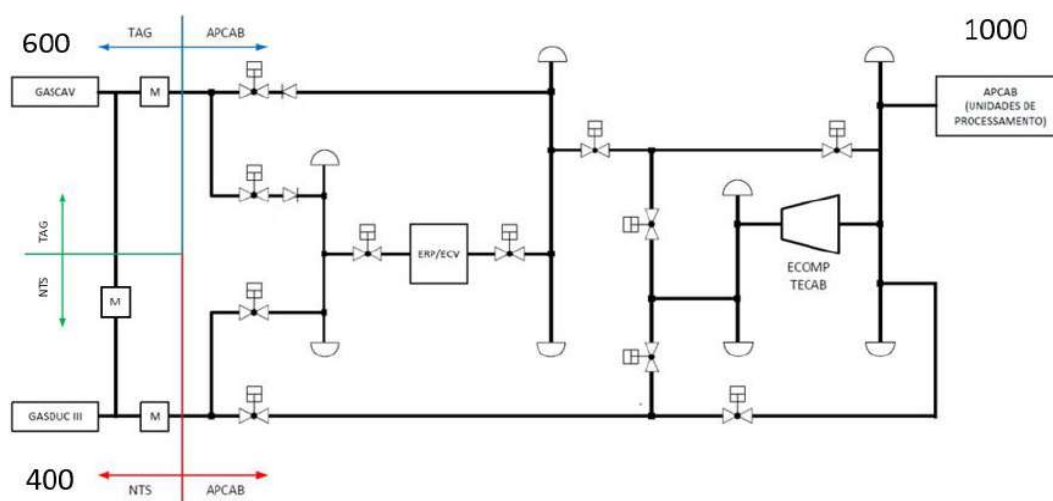 600
TAG
APCAB
1000
GASCAV
M
APCAB
(UNIDADES DE
PROCESSAMENTO)
TAG
NTS
ERP/ECV
ECOMP
TECAB
M
GASDUC III
M
400
NTS
APCAB